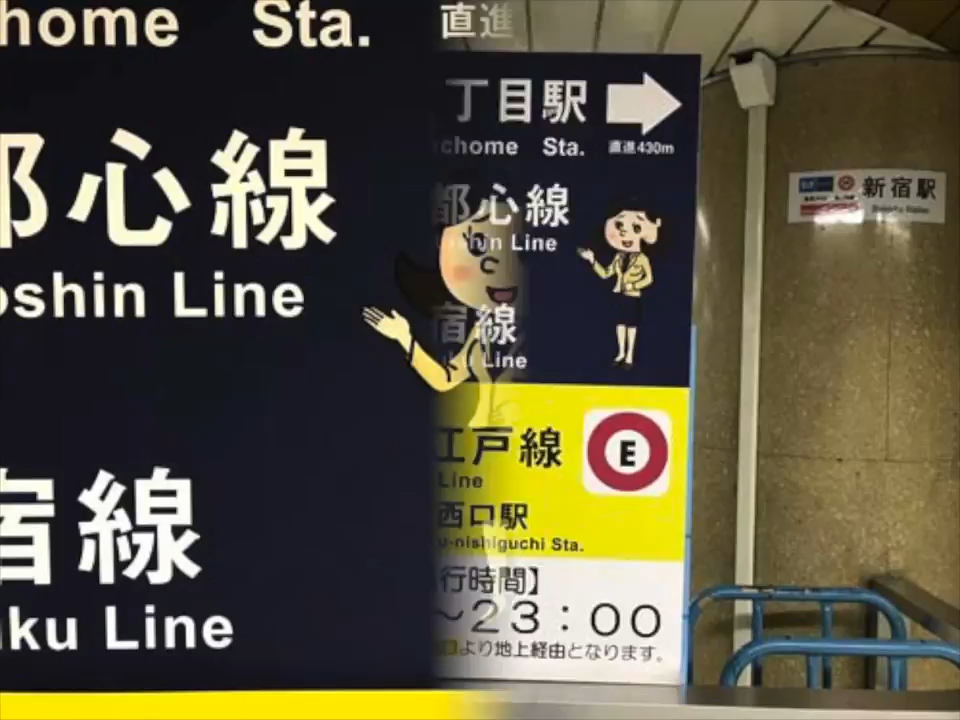 home Sta.
都心線
oshin Line
宿線
ku Line
直進
丁目駅
chome Sta.
直進430m
都心線
shin Line
宿線
ku Line
江戸線
Line
E
西口駅
u-nishiguchi Sta.
行時間】
～23：00
より地上経由となります。
新宿駅